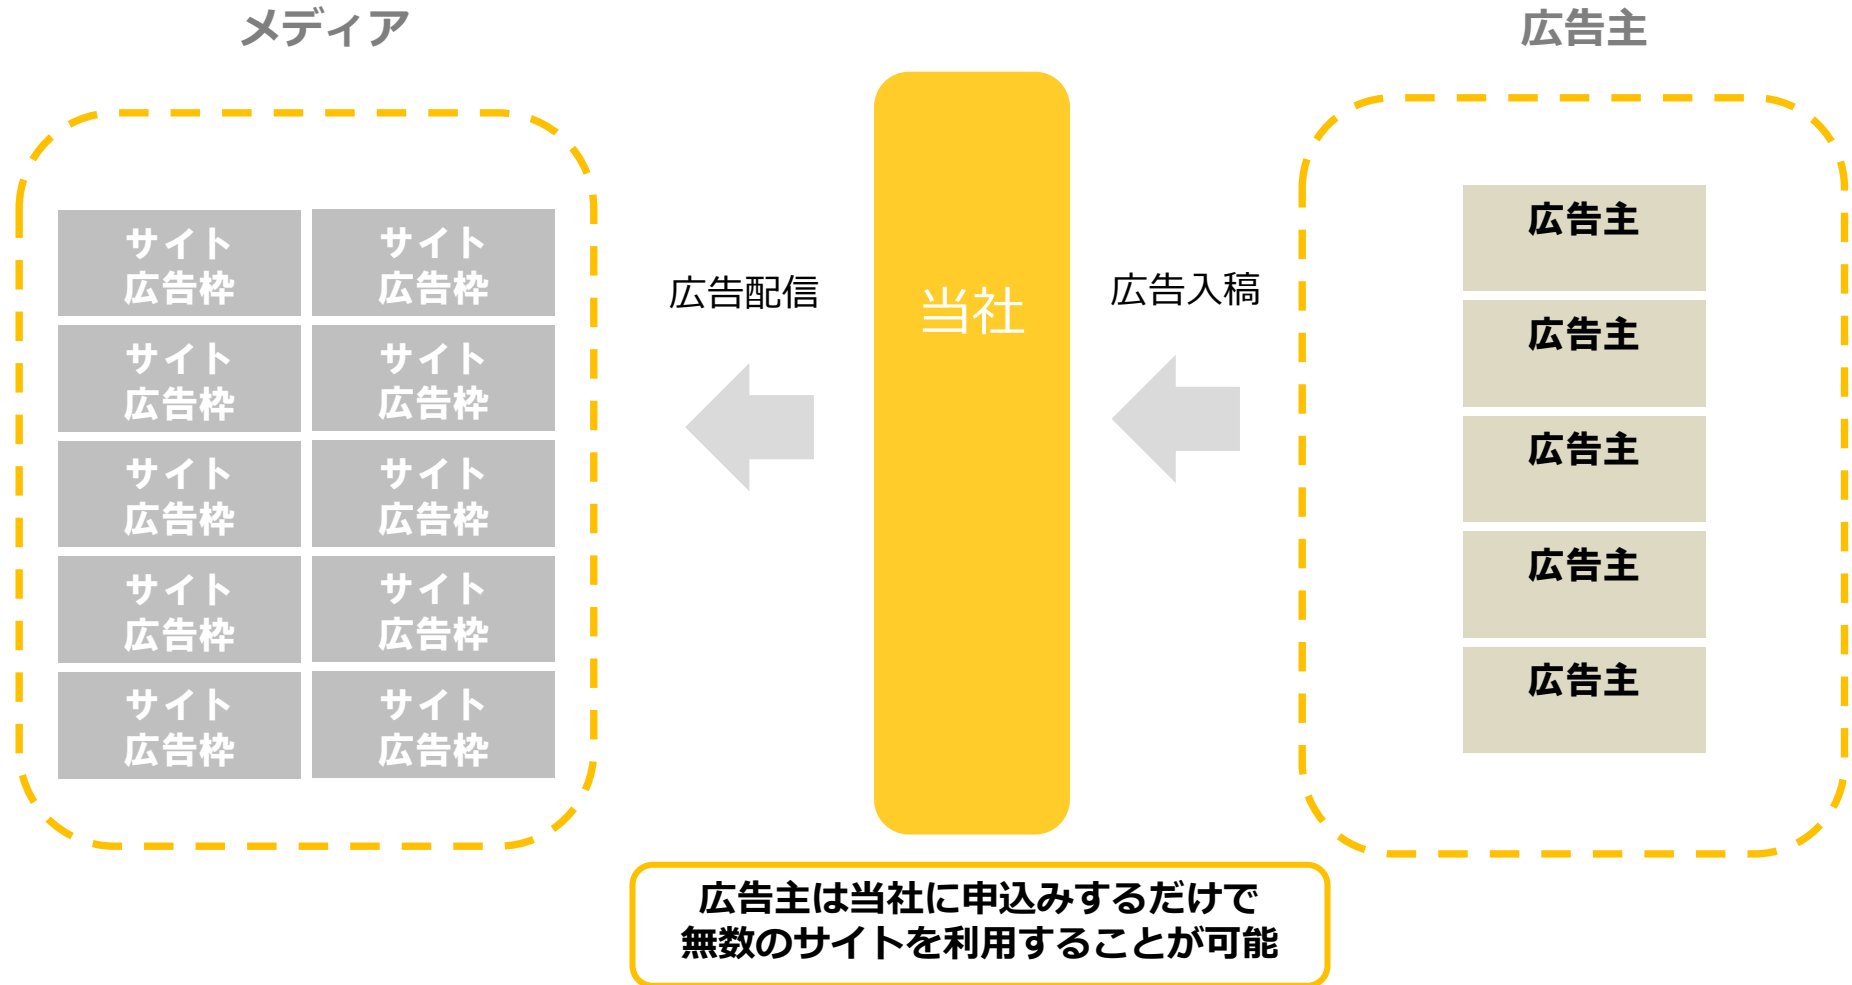 メディア
広告主
サイト
広告枠
サイト
広告枠
サイト
広告枠
サイト
広告枠
サイト
広告枠
サイト
広告枠
サイト
広告枠
サイト
広告枠
サイト
広告枠
サイト
広告枠
広告配信
当社
広告入稿
広告主
広告主
広告主
広告主
広告主
広告主は当社に申込みするだけで
無数のサイトを利用することが可能